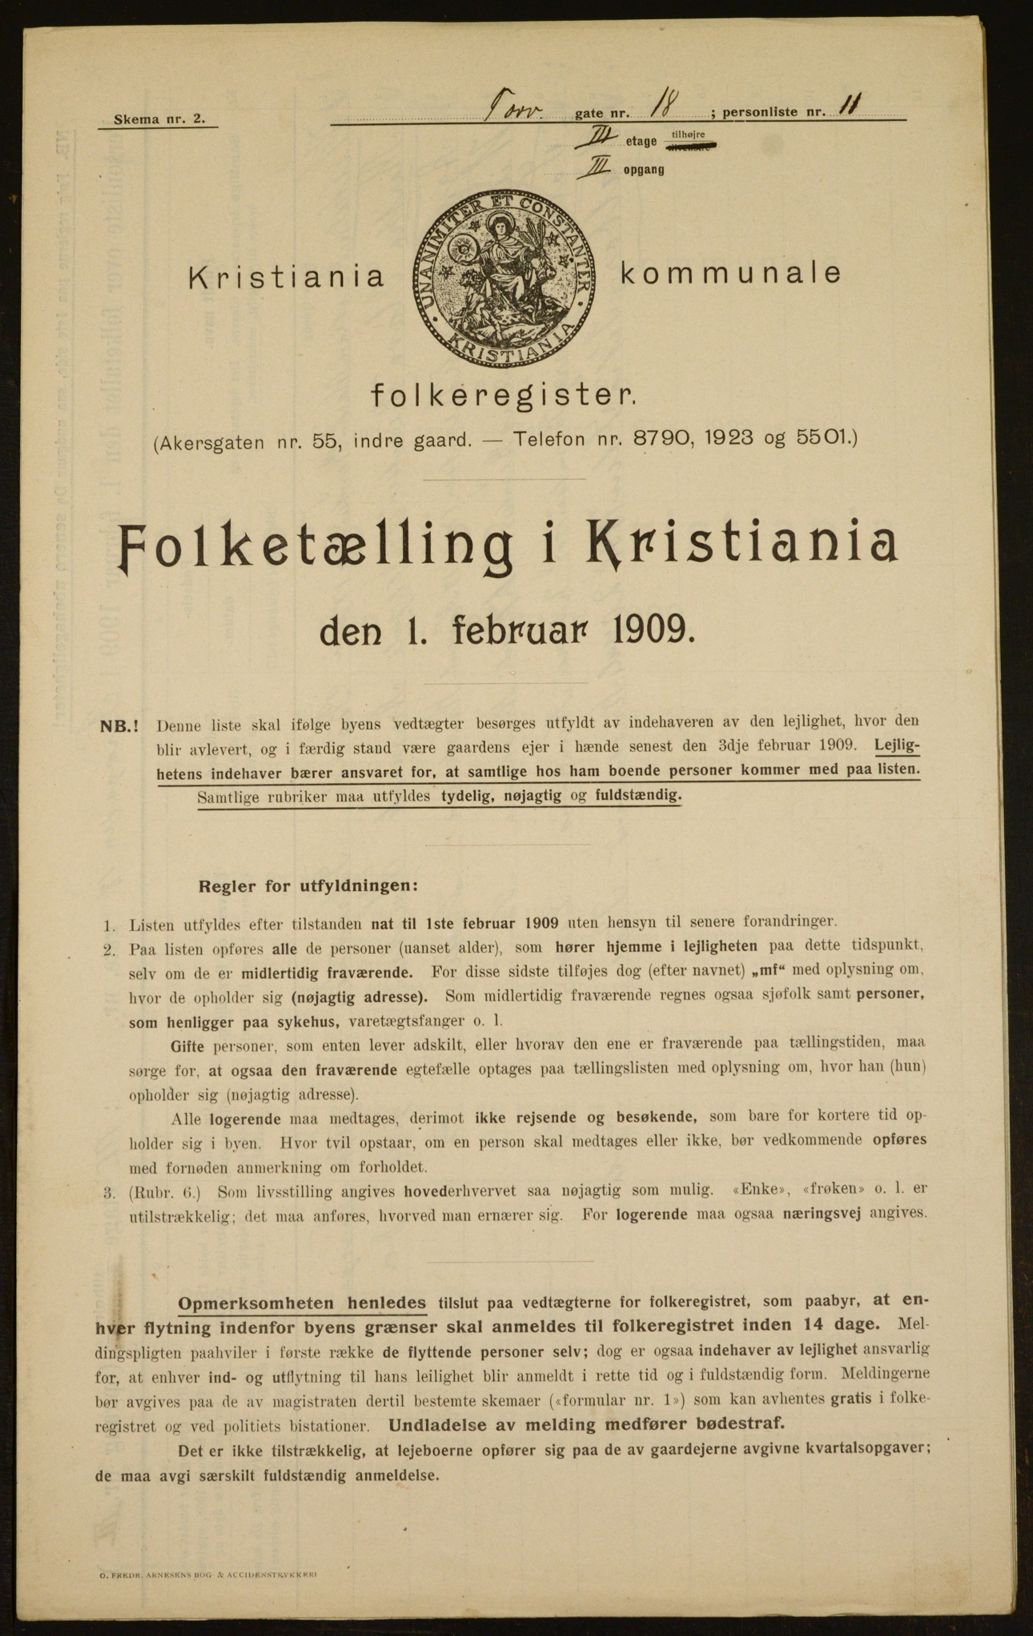 Skema nr. 2.
Torv. gate nr. 18 ; personliste nr. 11
III etage tilhøjre
III opgang
UNANIMITER ET CONSTANTER
KRISTIANIA
Kristiania kommunale
folkeregister.
(Akersgaten nr. 55, indre gaard. — Telefon nr. 8790, 1923 og 5501.)
Folketælling i Kristiania
den 1. februar 1909.
NB.! Denne liste skal ifølge byens vedtægter besørges utfyldt av indehaveren av den lejlighet, hvor den
blir avlevert, og i færdig stand være gaardens ejer i hænde senest den 3dje februar 1909. Lejlig-
hetens indehaver bærer ansvaret for, at samtlige hos ham boende personer kommer med paa listen.
Samtlige rubriker maa utfyldes tydelig, nøjagtig og fuldstændig.
Regler for utfyldningen:
1. Listen utfyldes efter tilstanden nat til 1ste februar 1909 uten hensyn til senere forandringer.
2. Paa listen opføres alle de personer (uanset alder), som hører hjemme i lejligheten paa dette tidspunkt,
selv om de er midlertidig fraværende. For disse sidste tilføjes dog (efter navnet) „mf“ med oplysning om,
hvor de opholder sig (nøjagtig adresse). Som midlertidig fraværende regnes ogsaa sjøfolk samt personer,
som henligger paa sykehus, varetægtsfanger o. l.
Gifte personer, som enten lever adskilt, eller hvorav den ene er fraværende paa tællingstiden, maa
sørge for, at ogsaa den fraværende egtefælle optages paa tællingslisten med oplysning om, hvor han (hun)
opholder sig (nøjagtig adresse).
Alle logerende maa medtages, derimot ikke rejsende og besøkende, som bare for kortere tid op-
holder sig i byen. Hvor tvil opstaar, om en person skal medtages eller ikke, bør vedkommende opføres
med fornøden anmerkning om forholdet.
3. (Rubr. 6.) Som livsstilling angives hovederhvervet saa nøjagtig som mulig. «Enke», «frøken» o. l. er
utilstrækkelig; det maa anføres, hvorved man ernærer sig. For logerende maa ogsaa næringsvej angives.
Opmerksomheten henledes tilslut paa vedtægterne for folkeregistret, som paabyr, at en-
hver flytning indenfor byens grænser skal anmeldes til folkeregistret inden 14 dage. Mel-
dingspligten paahviler i første række de flyttende personer selv; dog er ogsaa indehaver av lejlighet ansvarlig
for, at enhver ind- og utflytning til hans leilighet blir anmeldt i rette tid og i fuldstændig form. Meldingerne
bør avgives paa de av magistraten dertil bestemte skemaer («formular nr. 1») som kan avhentes gratis i folke-
registret og ved politiets bistationer. Undladelse av melding medfører bødestraf.
Det er ikke tilstrækkelig, at lejeboerne opfører sig paa de av gaardejerne avgivne kvartalsopgaver;
de maa avgi særskilt fuldstændig anmeldelse.
O. FREDR. ARNESENS BOG- & ACCIDENSTRYKKERI